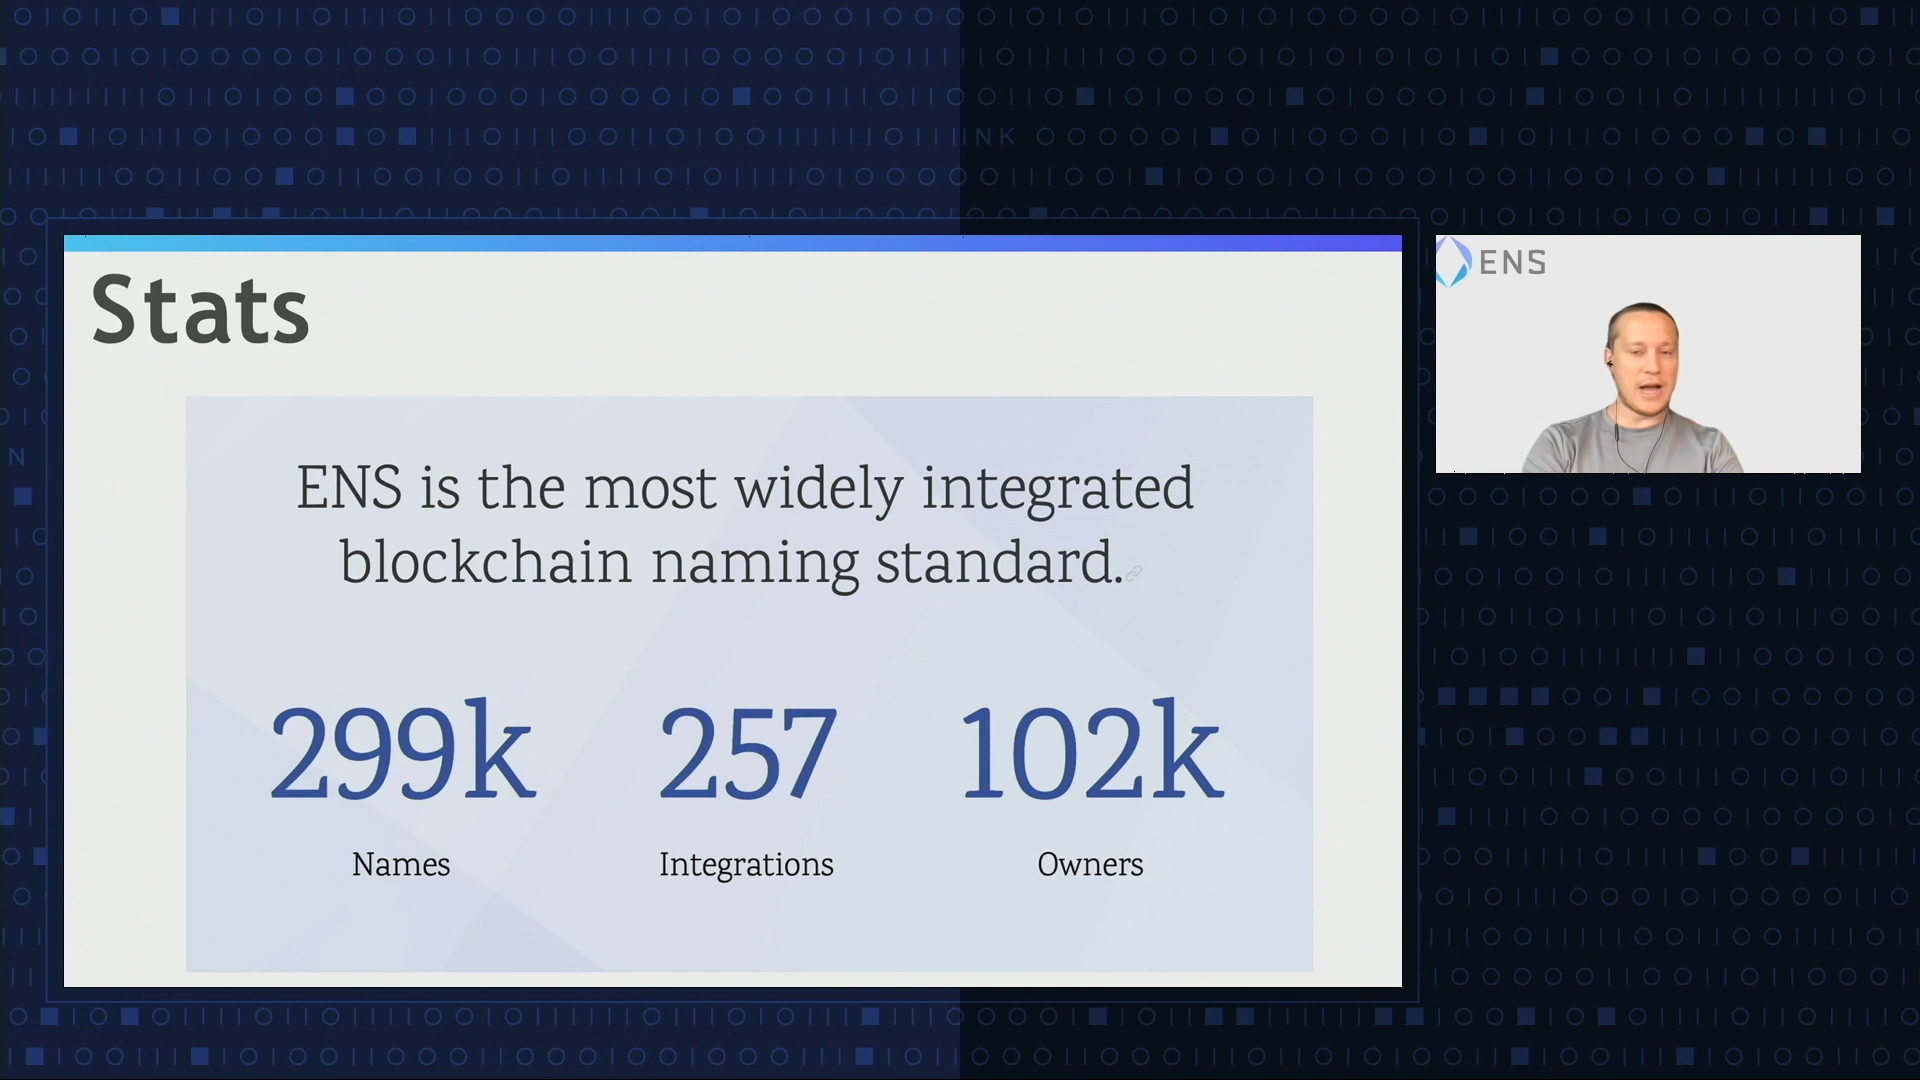 Stats
ENS is the most widely integrated
blockchain naming standard.
299k 257 102k
Names Integrations Owners
ENS